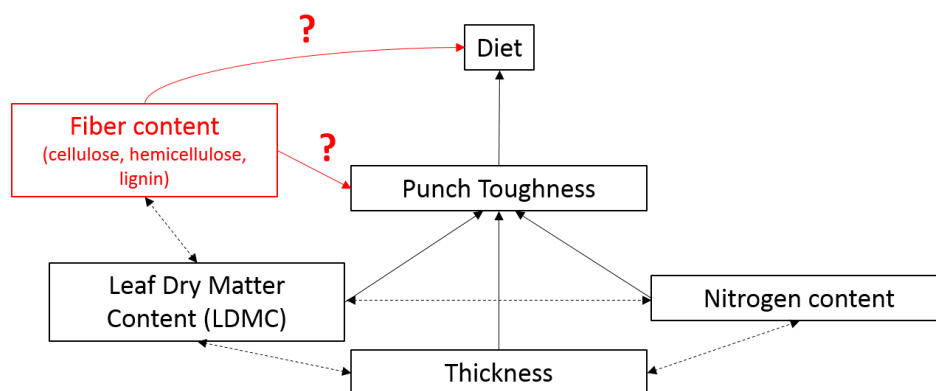 ?
Diet
Fiber content
(cellulose, hemicellulose,
lignin)
?
Punch Toughness
Leaf Dry Matter
Content (LDMC)
Nitrogen content
Thickness